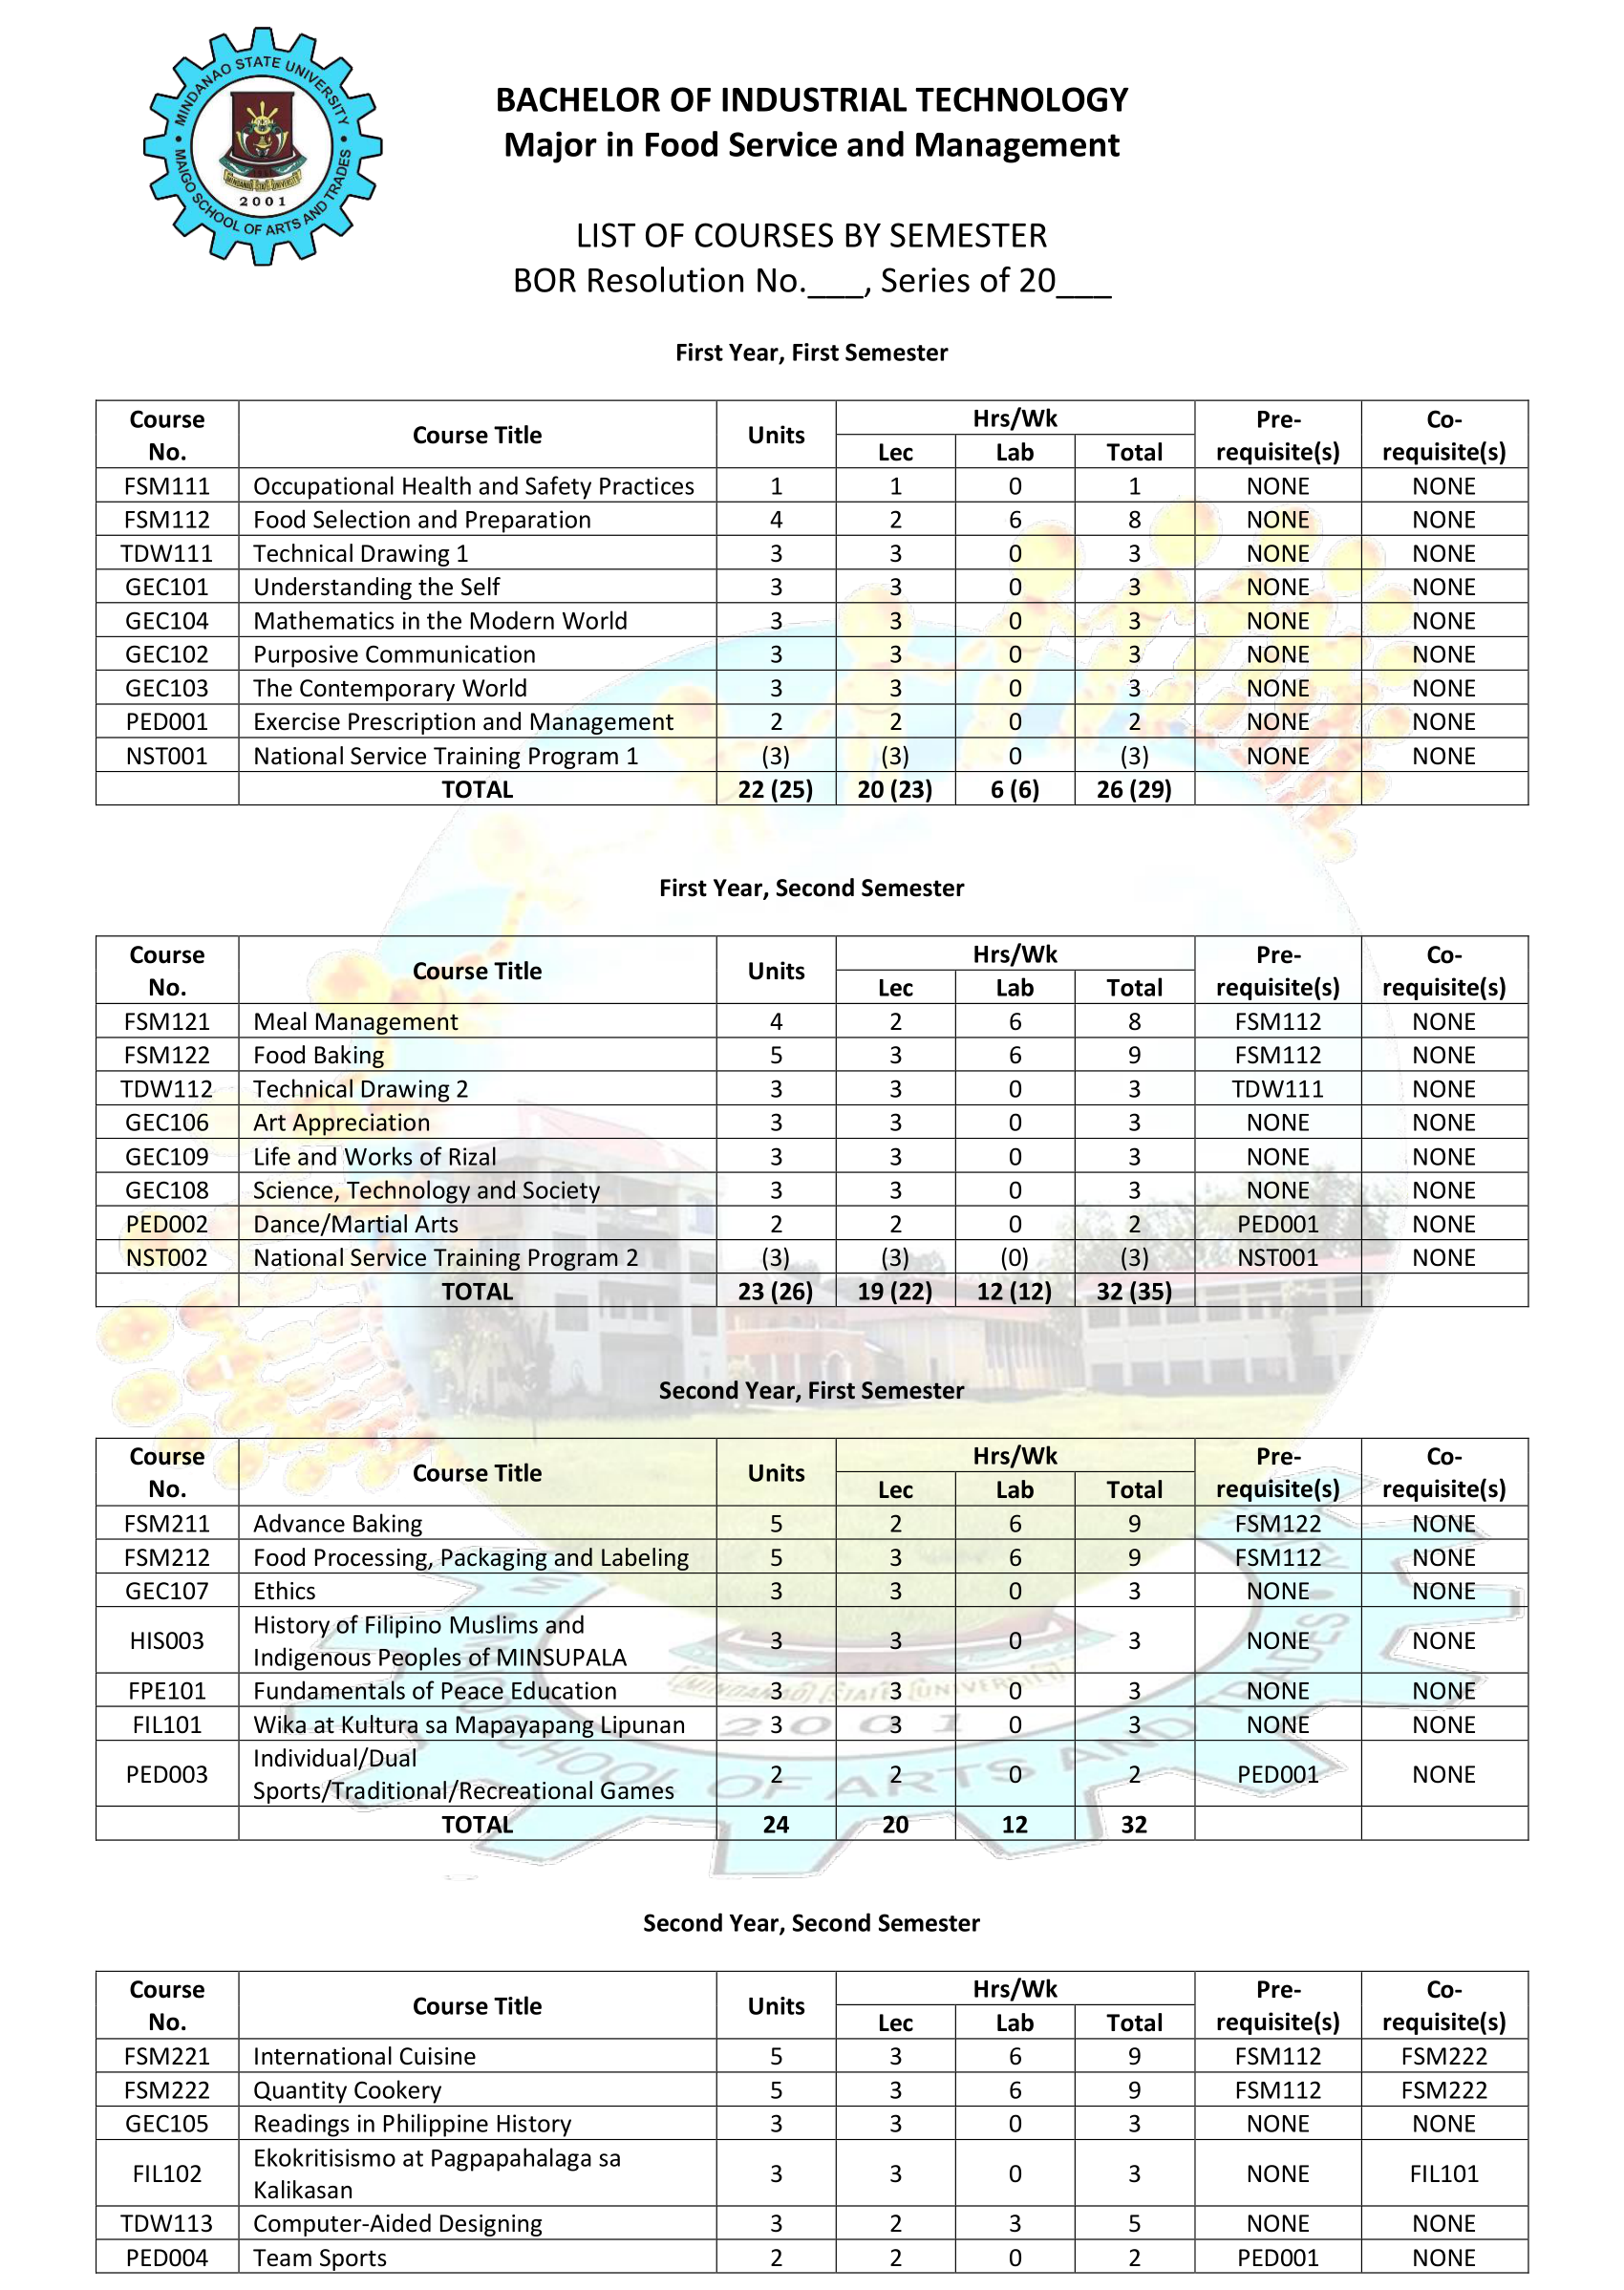 MINDANAO STATE UNIVERSITY
MAIGO SCHOOL OF ARTS AND TRADES
MINDANAO STATE UNIVERSITY
2001
BACHELOR OF INDUSTRIAL TECHNOLOGY
Major in Food Service and Management
LIST OF COURSES BY SEMESTER
BOR Resolution No.___, Series of 20___
First Year, First Semester
Course No. Course Title Units Hrs/Wk Pre-requisite(s) Co-requisite(s)
Lec Lab Total
FSM111 Occupational Health and Safety Practices 1 1 0 1 NONE NONE
FSM112 Food Selection and Preparation 4 2 6 8 NONE NONE
TDW111 Technical Drawing 1 3 3 0 3 NONE NONE
GEC101 Understanding the Self 3 3 0 3 NONE NONE
GEC104 Mathematics in the Modern World 3 3 0 3 NONE NONE
GEC102 Purposive Communication 3 3 0 3 NONE NONE
GEC103 The Contemporary World 3 3 0 3 NONE NONE
PED001 Exercise Prescription and Management 2 2 0 2 NONE NONE
NST001 National Service Training Program 1 (3) (3) 0 (3) NONE NONE
TOTAL 22 (25) 20 (23) 6 (6) 26 (29)
First Year, Second Semester
Course No. Course Title Units Hrs/Wk Pre-requisite(s) Co-requisite(s)
Lec Lab Total
FSM121 Meal Management 4 2 6 8 FSM112 NONE
FSM122 Food Baking 5 3 6 9 FSM112 NONE
TDW112 Technical Drawing 2 3 3 0 3 TDW111 NONE
GEC106 Art Appreciation 3 3 0 3 NONE NONE
GEC109 Life and Works of Rizal 3 3 0 3 NONE NONE
GEC108 Science, Technology and Society 3 3 0 3 NONE NONE
PED002 Dance/Martial Arts 2 2 0 2 PED001 NONE
NST002 National Service Training Program 2 (3) (3) (0) (3) NST001 NONE
TOTAL 23 (26) 19 (22) 12 (12) 32 (35)
Second Year, First Semester
Course No. Course Title Units Hrs/Wk Pre-requisite(s) Co-requisite(s)
Lec Lab Total
FSM211 Advance Baking 5 2 6 9 FSM122 NONE
FSM212 Food Processing, Packaging and Labeling 5 3 6 9 FSM112 NONE
GEC107 Ethics 3 3 0 3 NONE NONE
HIS003 History of Filipino Muslims and Indigenous Peoples of MINSUPALA 3 3 0 3 NONE NONE
FPE101 Fundamentals of Peace Education 3 3 0 3 NONE NONE
FIL101 Wika at Kultura sa Mapayapang Lipunan 3 3 0 3 NONE NONE
PED003 Individual/Dual Sports/Traditional/Recreational Games 2 2 0 2 PED001 NONE
TOTAL 24 20 12 32
Second Year, Second Semester
Course No. Course Title Units Hrs/Wk Pre-requisite(s) Co-requisite(s)
Lec Lab Total
FSM221 International Cuisine 5 3 6 9 FSM112 FSM222
FSM222 Quantity Cookery 5 3 6 9 FSM112 FSM222
GEC105 Readings in Philippine History 3 3 0 3 NONE NONE
FIL102 Ekokritisismo at Pagpapahalaga sa Kalikasan 3 3 0 3 NONE FIL101
TDW113 Computer-Aided Designing 3 2 3 5 NONE NONE
PED004 Team Sports 2 2 0 2 PED001 NONE